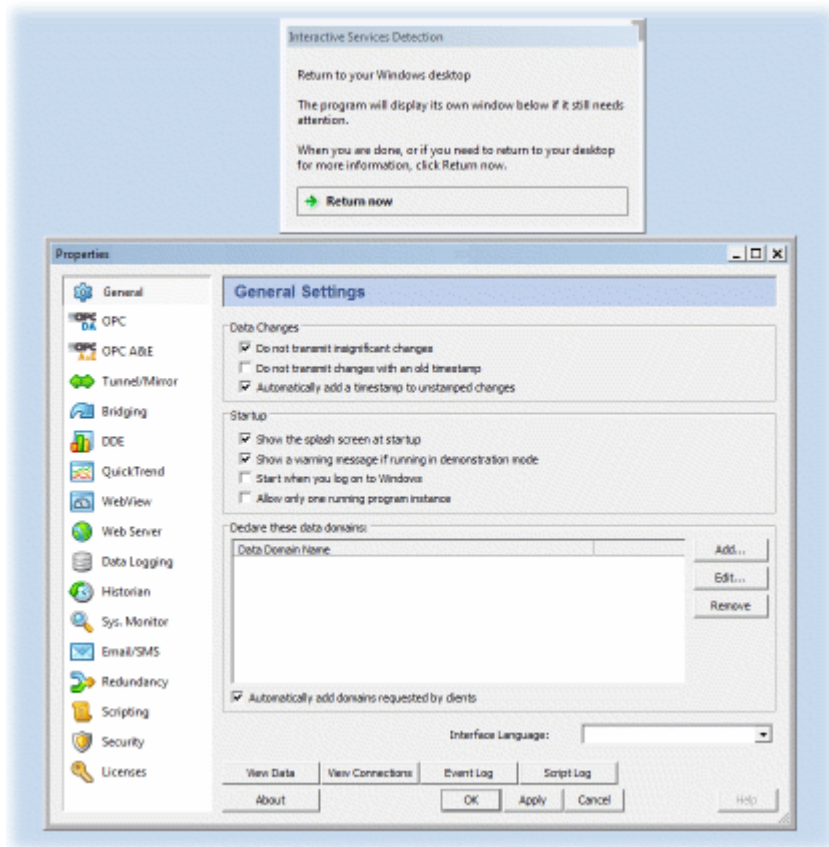 Interactive Services Detection
Return to your Windows desktop
The program will display its own window below if it still needs
attention.
When you are done, or if you need to return to your desktop
for more information, click Return now.
Return now
Properties
General
OPC DA OPC
OPC A&E OPC A&E
Tunnel/Mirror
Bridging
DDE
QuickTrend
WebView
Web Server
Data Logging
Historian
Sys. Monitor
Email/SMS
Redundancy
Scripting
Security
Licenses
General Settings
Data Changes
Do not transmit insignificant changes
Do not transmit changes with an old timestamp
Automatically add a timestamp to unstamped changes
Startup
Show the splash screen at startup
Show a warning message if running in demonstration mode
Start when you log on to Windows
Allow only one running program instance
Declare these data domains:
Data Domain Name
Add...
Edit...
Remove
Automatically add domains requested by clients
Interface Language:
View Data View Connections Event Log Script Log
About OK Apply Cancel Help